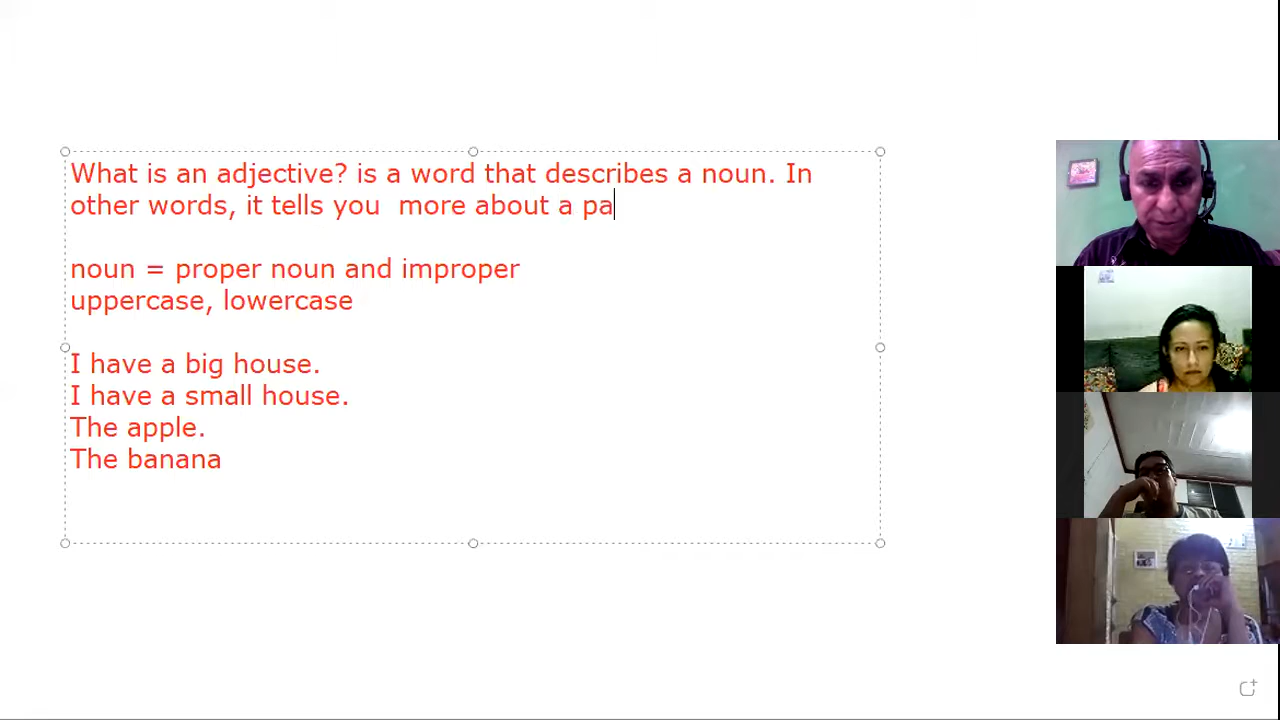 What is an adjective? is a word that describes a noun. In
other words, it tells you  more about a pa
noun = proper noun and improper
uppercase, lowercase
I have a big house.
I have a small house.
The apple.
The banana